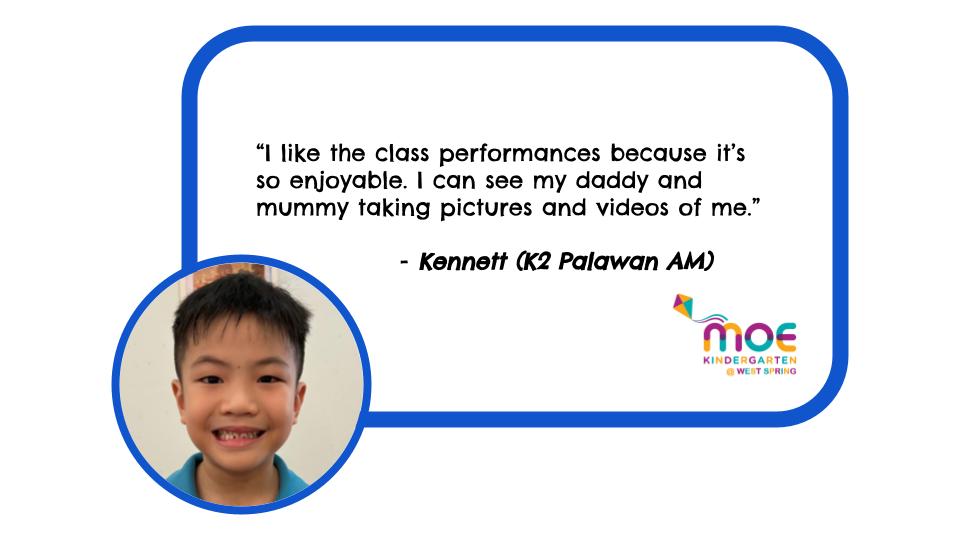 “I like the class performances because it’s
so enjoyable. I can see my daddy and
mummy taking pictures and videos of me.”
- Kennett (K2 Palawan AM)
moe
KINDERGARTEN
@ WEST SPRING